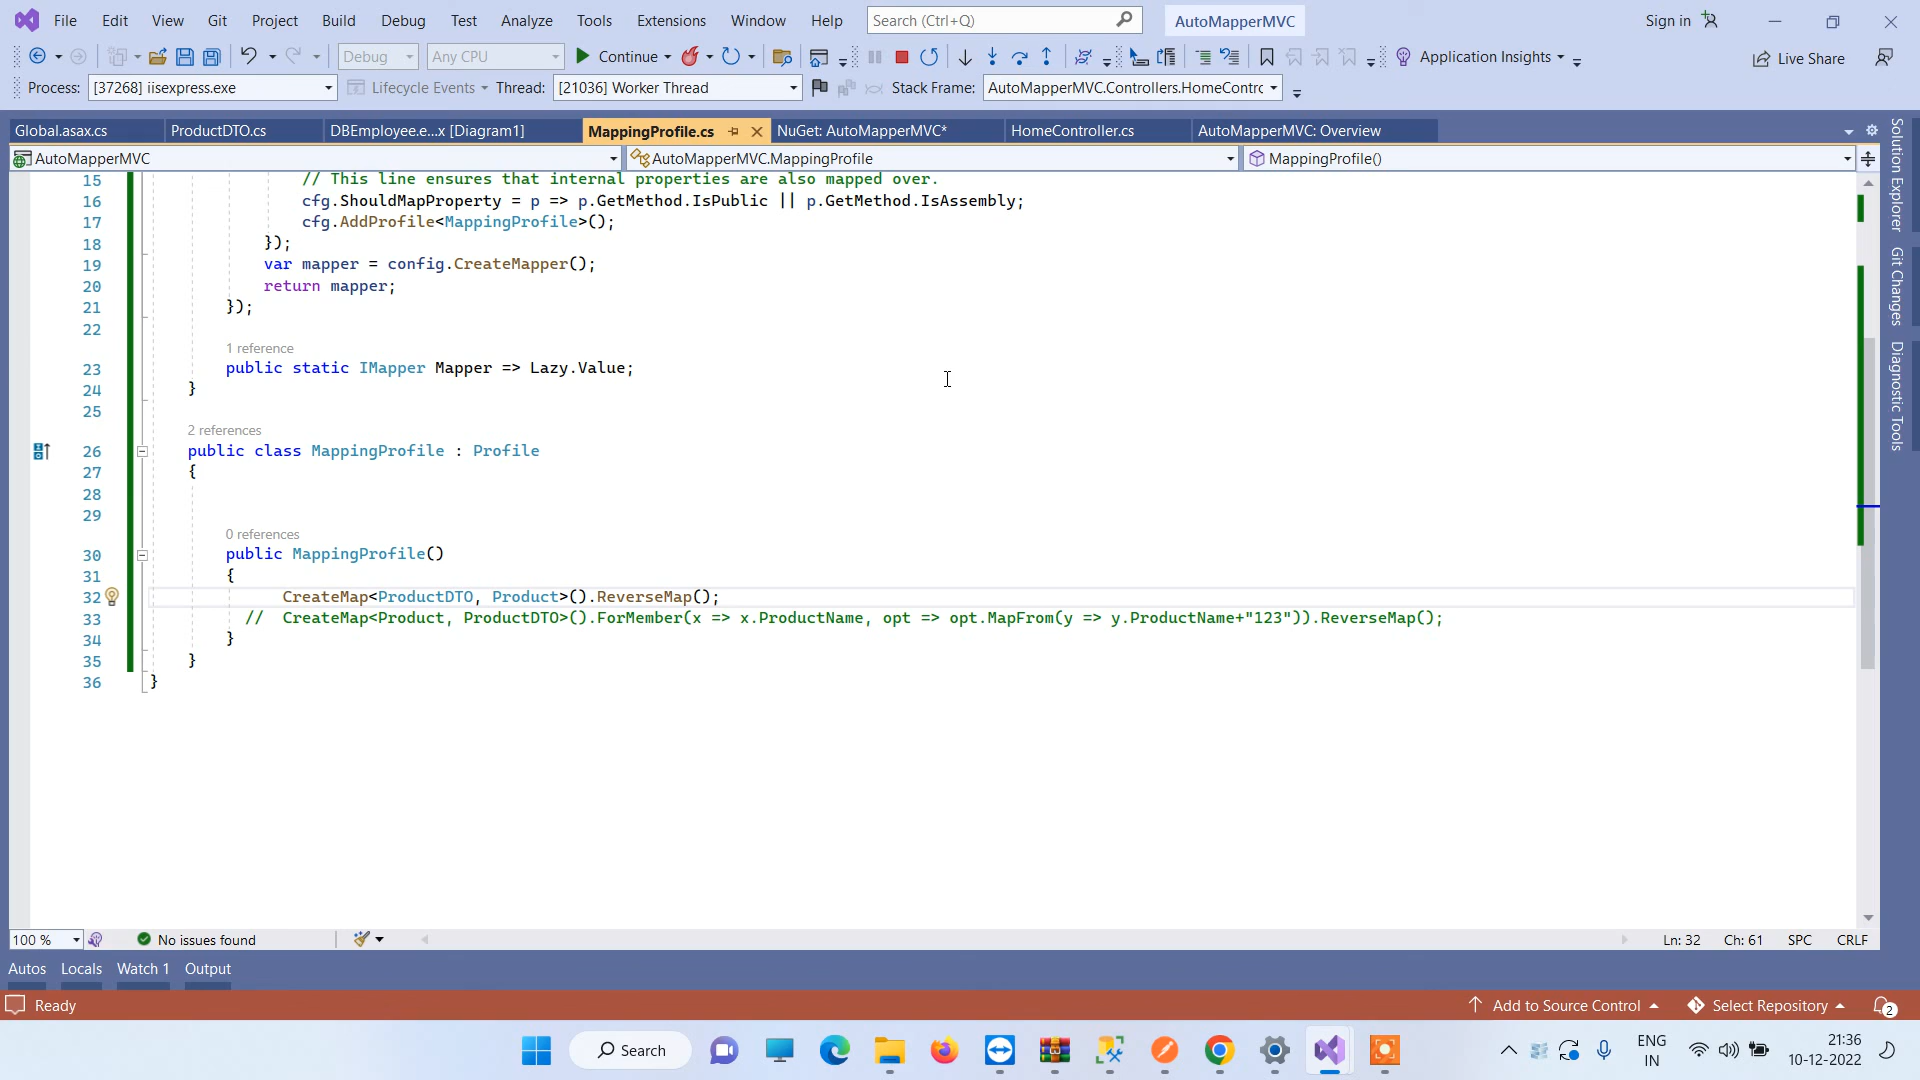 File Edit View Git Project Build Debug Test Analyze Tools Extensions Window Help Search (Ctrl+Q) AutoMapperMVC Sign in
Debug Any CPU Continue Application Insights Live Share
Process: [37268] iisexpress.exe Lifecycle Events Thread: [21036] Worker Thread Stack Frame: AutoMapperMVC.Controllers.HomeContrc
Global.asax.cs ProductDTO.cs DBEmployee.e...x [Diagram1] MappingProfile.cs NuGet: AutoMapperMVC* HomeController.cs AutoMapperMVC: Overview
AutoMapperMVC AutoMapperMVC.MappingProfile MappingProfile()
15 // This line ensures that internal properties are also mapped over.
16 cfg.ShouldMapProperty = p => p.GetMethod.IsPublic || p.GetMethod.IsAssembly;
17 cfg.AddProfile<MappingProfile>();
18 });
19 var mapper = config.CreateMapper();
20 return mapper;
21 });
22
1 reference
23 public static IMapper Mapper => Lazy.Value;
24 }
25
2 references
26 public class MappingProfile : Profile
27 {
28
29
0 references
30 public MappingProfile()
31 {
32 CreateMap<ProductDTO, Product>().ReverseMap();
33 // CreateMap<Product, ProductDTO>().ForMember(x => x.ProductName, opt => opt.MapFrom(y => y.ProductName+"123")).ReverseMap();
34 }
35 }
36 }
Solution Explorer
Git Changes
Diagnostic Tools
100 % No issues found Ln: 32 Ch: 61 SPC CRLF
Autos Locals Watch 1 Output
Ready Add to Source Control Select Repository 2
Search
ENG
IN
21:36
10-12-2022